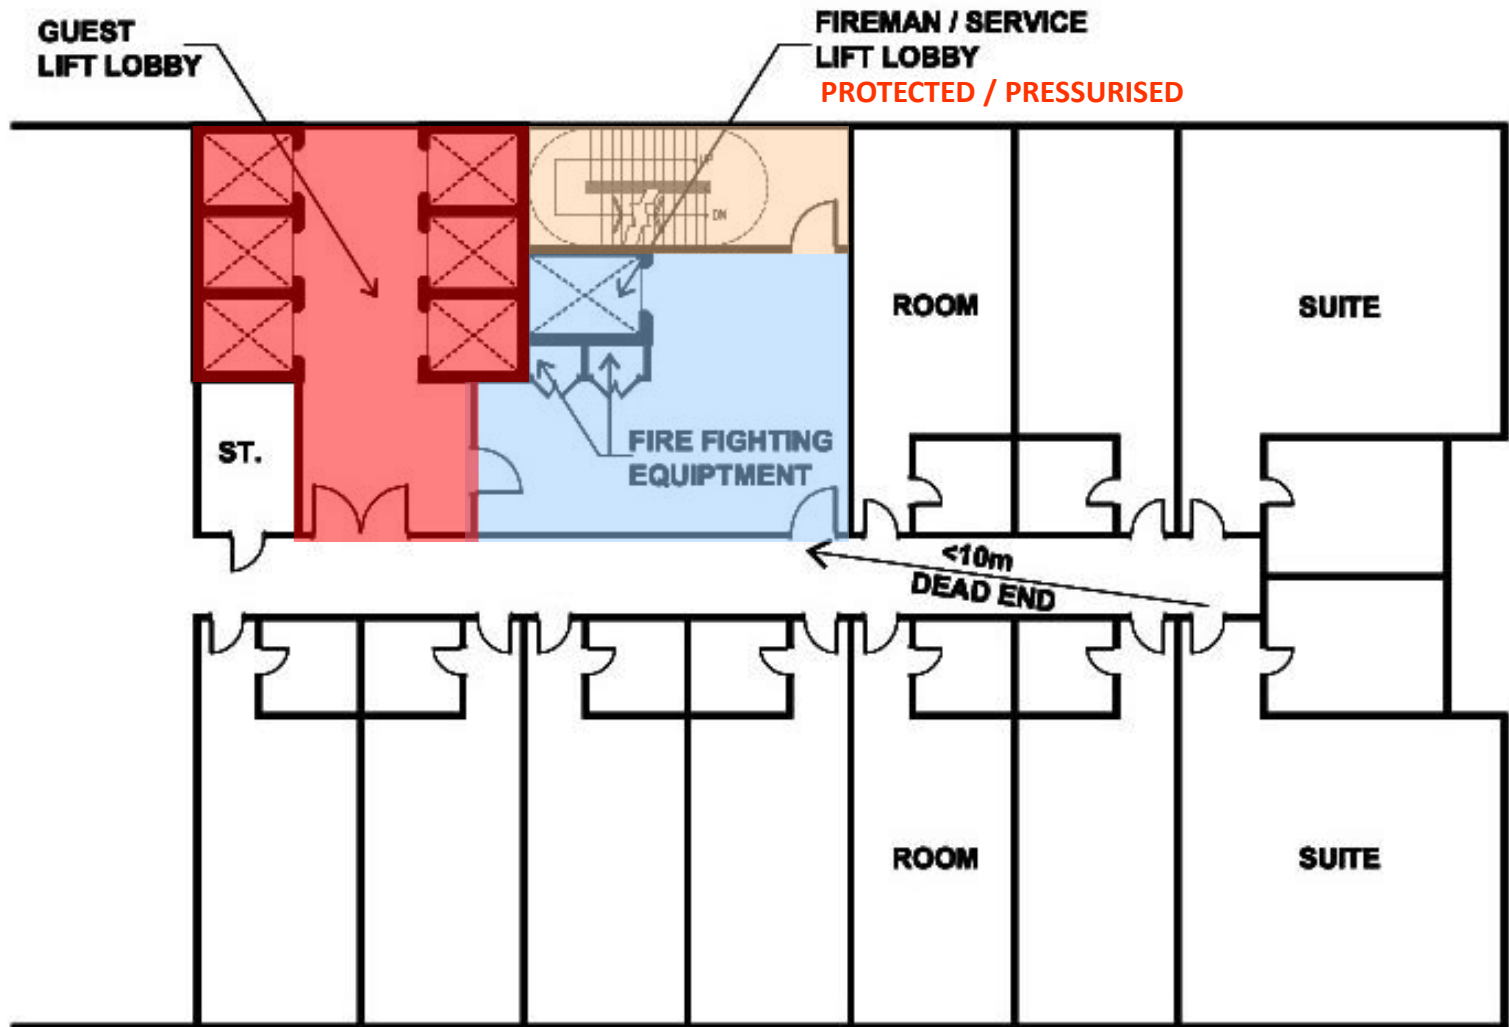 GUEST
LIFT LOBBY
FIREMAN / SERVICE
LIFT LOBBY
PROTECTED / PRESSURISED
DN
ROOM
SUITE
ST.
FIRE FIGHTING
EQUIPTMENT
<10m
DEAD END
ROOM
SUITE